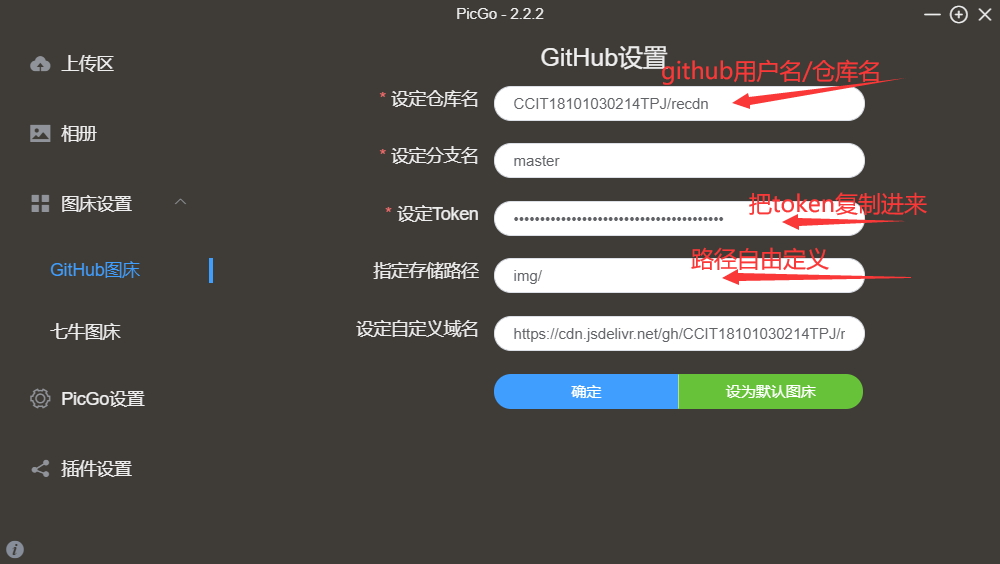 PicGo - 2.2.2
上传区
相册
图床设置
GitHub图床
七牛图床
PicGo设置
插件设置
GitHub设置
github用户名/仓库名
* 设定仓库名
CCIT18101030214TPJ/recdn
* 设定分支名
master
* 设定Token
••••••••••••••••••••••••••••••••••••••••
把token复制进来
指定存储路径
img/
路径自由定义
设定自定义域名
https://cdn.jsdelivr.net/gh/CCIT18101030214TPJ/r
确定
设为默认图床